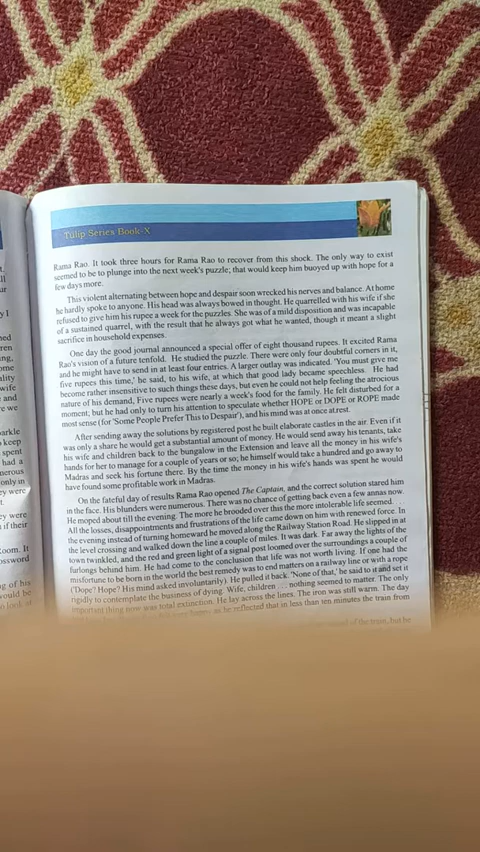 Tulip Series Book-X
Rama Rao. It took three hours for Rama Rao to recover from this shock. The only way to exist
seemed to be to plunge into the next week's puzzle; that would keep him buoyed up with hope for a
few days more.
This violent alternating between hope and despair soon wrecked his nerves and balance. At home
he hardly spoke to anyone. His head was always bowed in thought. He quarrelled with his wife if she
refused to give him his rupee a week for the puzzles. She was of a mild disposition and was incapable
of a sustained quarrel, with the result that he always got what he wanted, though it meant a slight
sacrifice in household expenses.
One day the good journal announced a special offer of eight thousand rupees. It excited Rama
Rao's vision of a future tenfold. He studied the puzzle. There were only four doubtful corners in it,
and he might have to send in at least four entries. A larger outlay was indicated. 'You must give me
five rupees this time,' he said, to his wife, at which that good lady became speechless. He had
become rather insensitive to such things these days, but even he could not help feeling the atrocious
nature of his demand, Five rupees were nearly a week's food for the family. He felt disturbed for a
moment, but he had only to turn his attention to speculate whether HOPE or DOPE or ROPE made
most sense (for 'Some People Prefer This to Despair'), and his mind was at once at rest.
After sending away the solutions by registered post he built elaborate castles in the air. Even if it
was only a share he would get a substantial amount of money. He would send away his tenants, take
his wife and children back to the bungalow in the Extension and leave all the money in his wife's
hands for her to manage for a couple of years or so; he himself would take a hundred and go away to
Madras and seek his fortune there. By the time the money in his wife's hands was spent he would
have found some profitable work in Madras.
On the fateful day of results Rama Rao opened The Captain, and the correct solution stared him
in the face. His blunders were numerous. There was no chance of getting back even a few annas now.
He moped about till the evening. The more he brooded over this the more intolerable life seemed. . . .
All the losses, disappointments and frustrations of the life came down on him with renewed force. In
the evening instead of turning homeward he moved along the Railway Station Road. He slipped in at
the level crossing and walked down the line a couple of miles. It was dark. Far away the lights of the
town twinkled, and the red and green light of a signal post loomed over the surroundings a couple of
furlongs behind him. He had come to the conclusion that life was not worth living. If one had the
misfortune to be born in the world the best remedy was to end matters on a railway line or with a rope
('Dope? Hope? His mind asked involuntarily). He pulled it back. 'None of that,' he said to it and set it
rigidly to contemplate the business of dying. Wife, children . . . nothing seemed to matter. The only
important thing now was total extinction. He lay across the lines. The iron was still warm. The day
as he reflected that in less than ten minutes the train from
of the train, but he